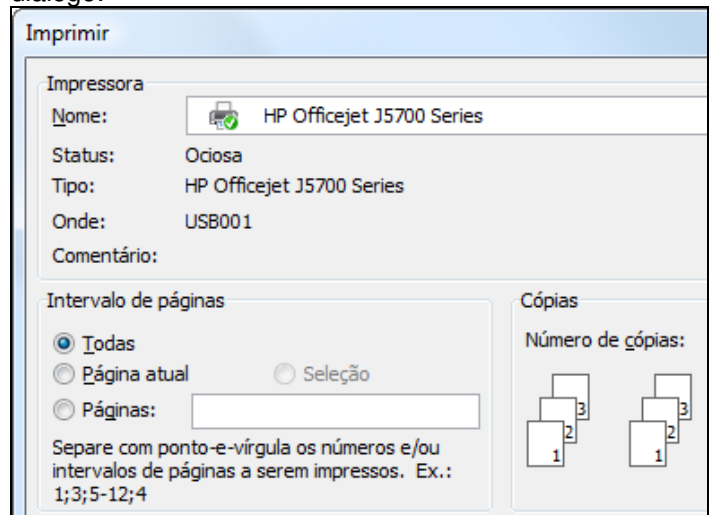 diálogo:
Imprimir
Impressora
Nome: HP Officejet J5700 Series
Status: Ociosa
Tipo: HP Officejet J5700 Series
Onde: USB001
Comentário:
Intervalo de páginas
Todas
Página atual Seleção
Páginas:
Separe com ponto-e-vírgula os números e/ou
intervalos de páginas a serem impressos. Ex.:
1;3;5-12;4
Cópias
Número de cópias:
3 3
2 2
1 1